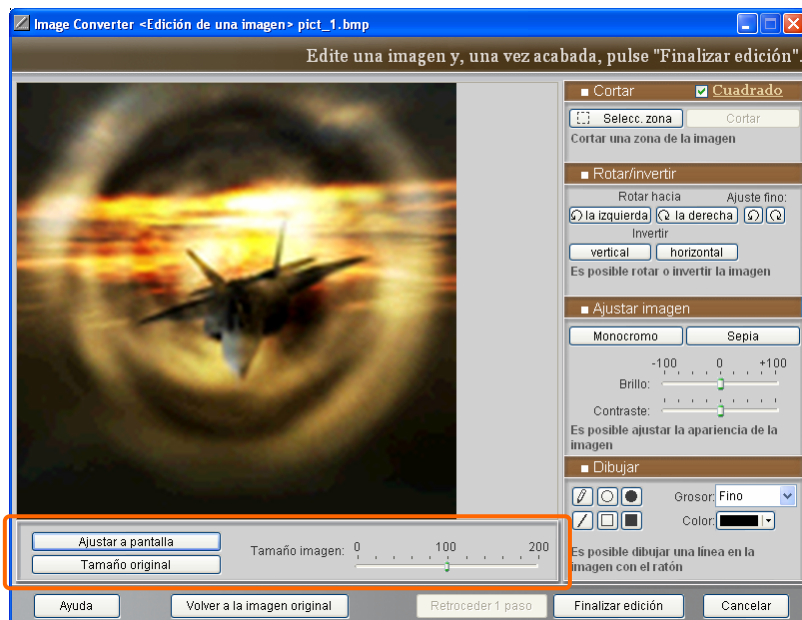 Image Converter <Edición de una imagen> pict_1.bmp
Edite una imagen y, una vez acabada, pulse "Finalizar edición".
Cortar Cuadrado
Selecc. zona Cortar
Cortar una zona de la imagen
Rotar/invertir
Rotar hacia Ajuste fino:
la izquierda la derecha
Invertir
vertical horizontal
Es posible rotar o invertir la imagen
Ajustar imagen
Monocromo Sepia
-100 0 +100
Brillo:
Contraste:
Es posible ajustar la apariencia de la
imagen
Dibujar
Grosor: Fino
Color:
Es posible dibujar una línea en la
imagen con el ratón
Ajustar a pantalla
Tamaño original
Tamaño imagen: 0 100 200
Ayuda Volver a la imagen original Retroceder 1 paso Finalizar edición Cancelar